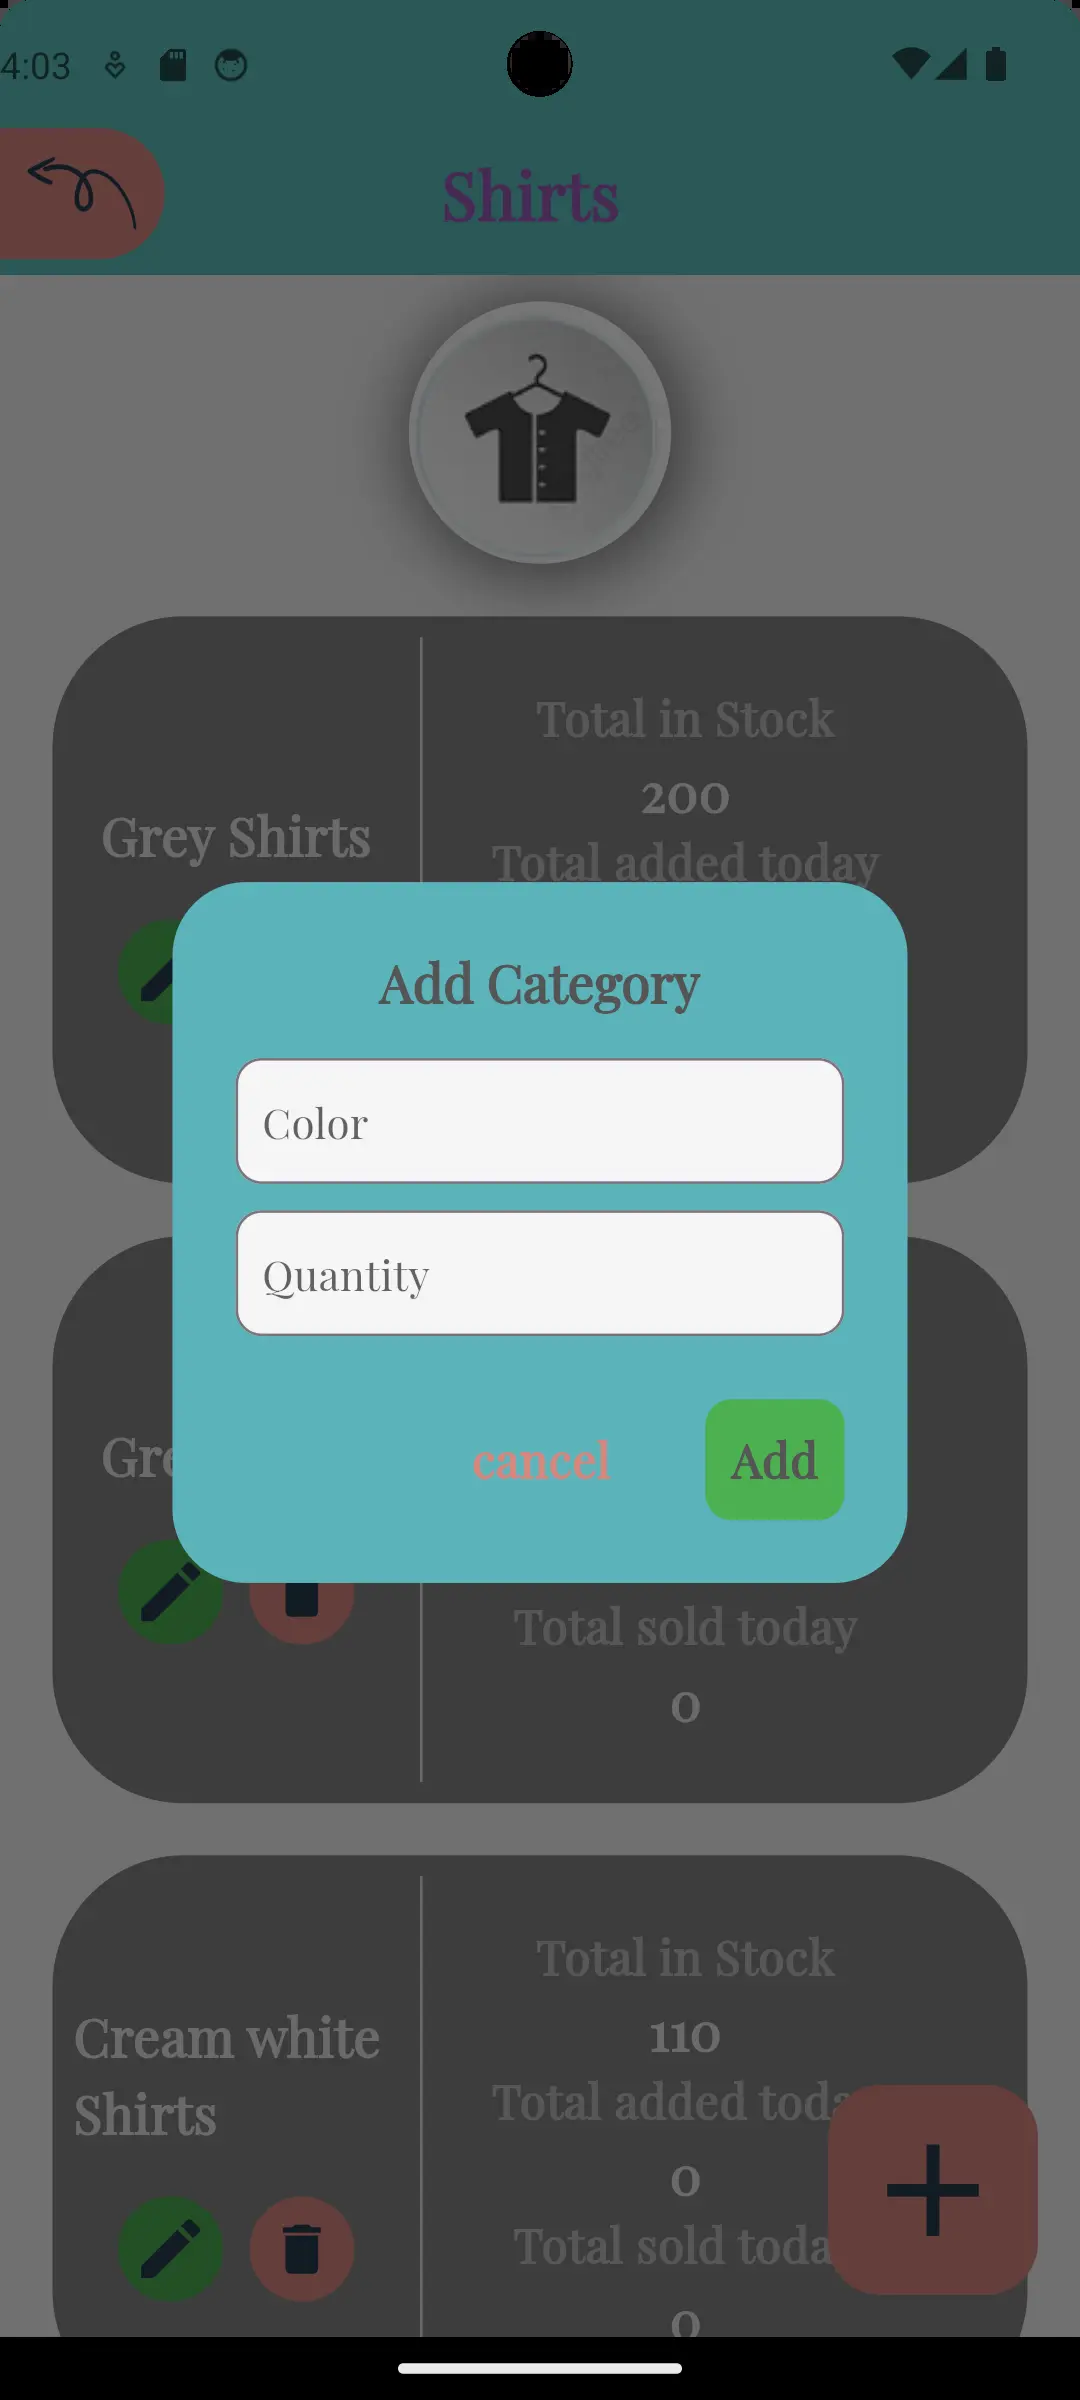 4:03
Shirts
Total in Stock
200
Grey Shirts
Total added today
Add Category
Color
Quantity
Gre
cancel
Add
Total sold today
0
Total in Stock
110
Cream white
Shirts
Total added toda
0
Total sold toda
0